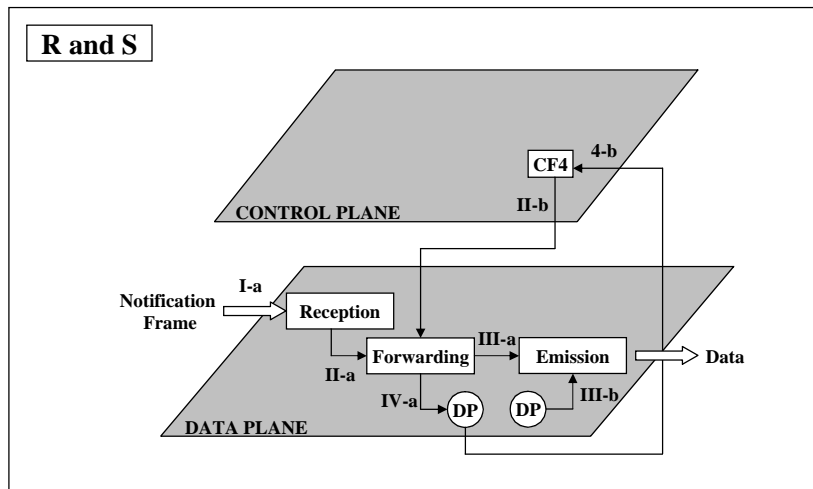 R and S
4-b
CF4
CONTROL PLANE
II-b
I-a
Notification
Frame
Reception
III-a
Forwarding
Emission
Data
II-a
IV-a
DP
DP
III-b
DATA PLANE